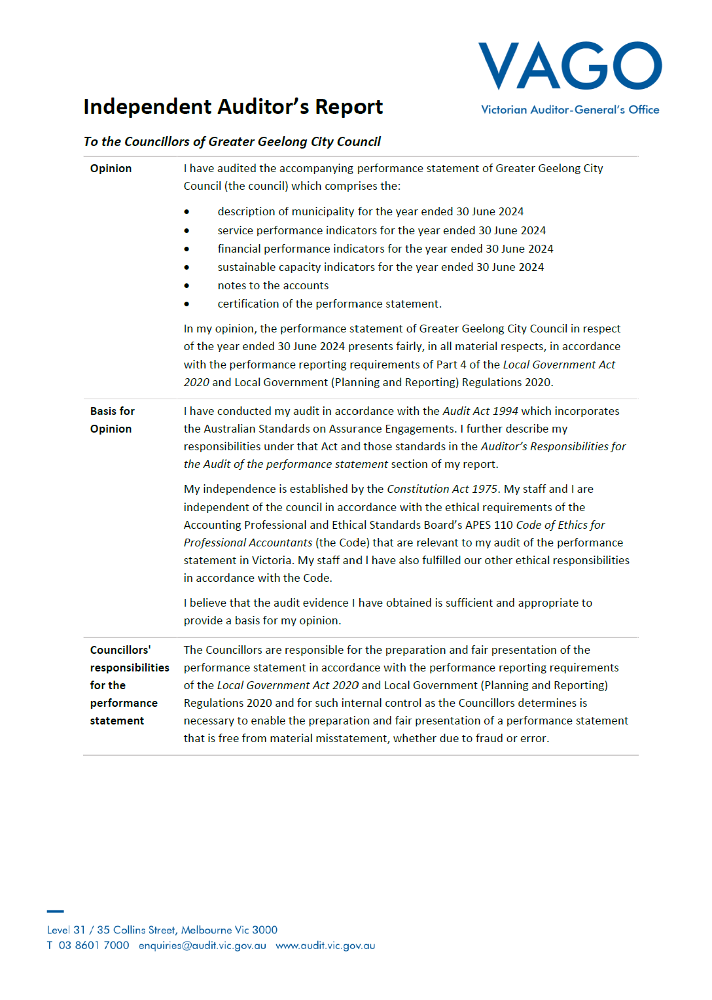 VAGO
Victorian Auditor-General's Office
Independent Auditor’s Report
To the Councillors of Greater Geelong City Council
Opinion
I have audited the accompanying performance statement of Greater Geelong City
Council (the council) which comprises the:
• description of municipality for the year ended 30 June 2024
• service performance indicators for the year ended 30 June 2024
• financial performance indicators for the year ended 30 June 2024
• sustainable capacity indicators for the year ended 30 June 2024
• notes to the accounts
• certification of the performance statement.
In my opinion, the performance statement of Greater Geelong City Council in respect
of the year ended 30 June 2024 presents fairly, in all material respects, in accordance
with the performance reporting requirements of Part 4 of the Local Government Act
2020 and Local Government (Planning and Reporting) Regulations 2020.
Basis for
Opinion
I have conducted my audit in accordance with the Audit Act 1994 which incorporates
the Australian Standards on Assurance Engagements. I further describe my
responsibilities under that Act and those standards in the Auditor’s Responsibilities for
the Audit of the performance statement section of my report.
My independence is established by the Constitution Act 1975. My staff and I are
independent of the council in accordance with the ethical requirements of the
Accounting Professional and Ethical Standards Board’s APES 110 Code of Ethics for
Professional Accountants (the Code) that are relevant to my audit of the performance
statement in Victoria. My staff and I have also fulfilled our other ethical responsibilities
in accordance with the Code.
I believe that the audit evidence I have obtained is sufficient and appropriate to
provide a basis for my opinion.
Councillors'
responsibilities
for the
performance
statement
The Councillors are responsible for the preparation and fair presentation of the
performance statement in accordance with the performance reporting requirements
of the Local Government Act 2020 and Local Government (Planning and Reporting)
Regulations 2020 and for such internal control as the Councillors determines is
necessary to enable the preparation and fair presentation of a performance statement
that is free from material misstatement, whether due to fraud or error.
Level 31 / 35 Collins Street, Melbourne Vic 3000
T 03 8601 7000 enquiries@audit.vic.gov.au www.audit.vic.gov.au